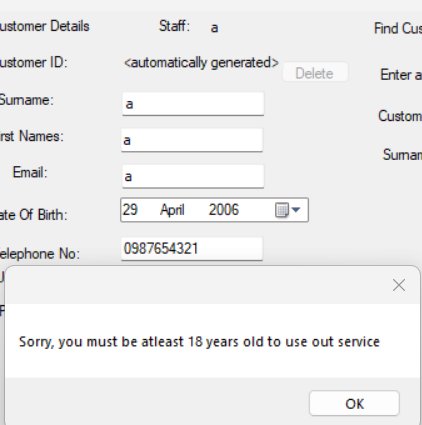 ustomer Details Staff: a Find Cus
ustomer ID: <automatically generated> Delete Enter a
Surname: a Custom
rst Names: a Surnam
Email: a
ate Of Birth: 29 April 2006
elephone No: 0987654321
Sorry, you must be atleast 18 years old to use out service
OK